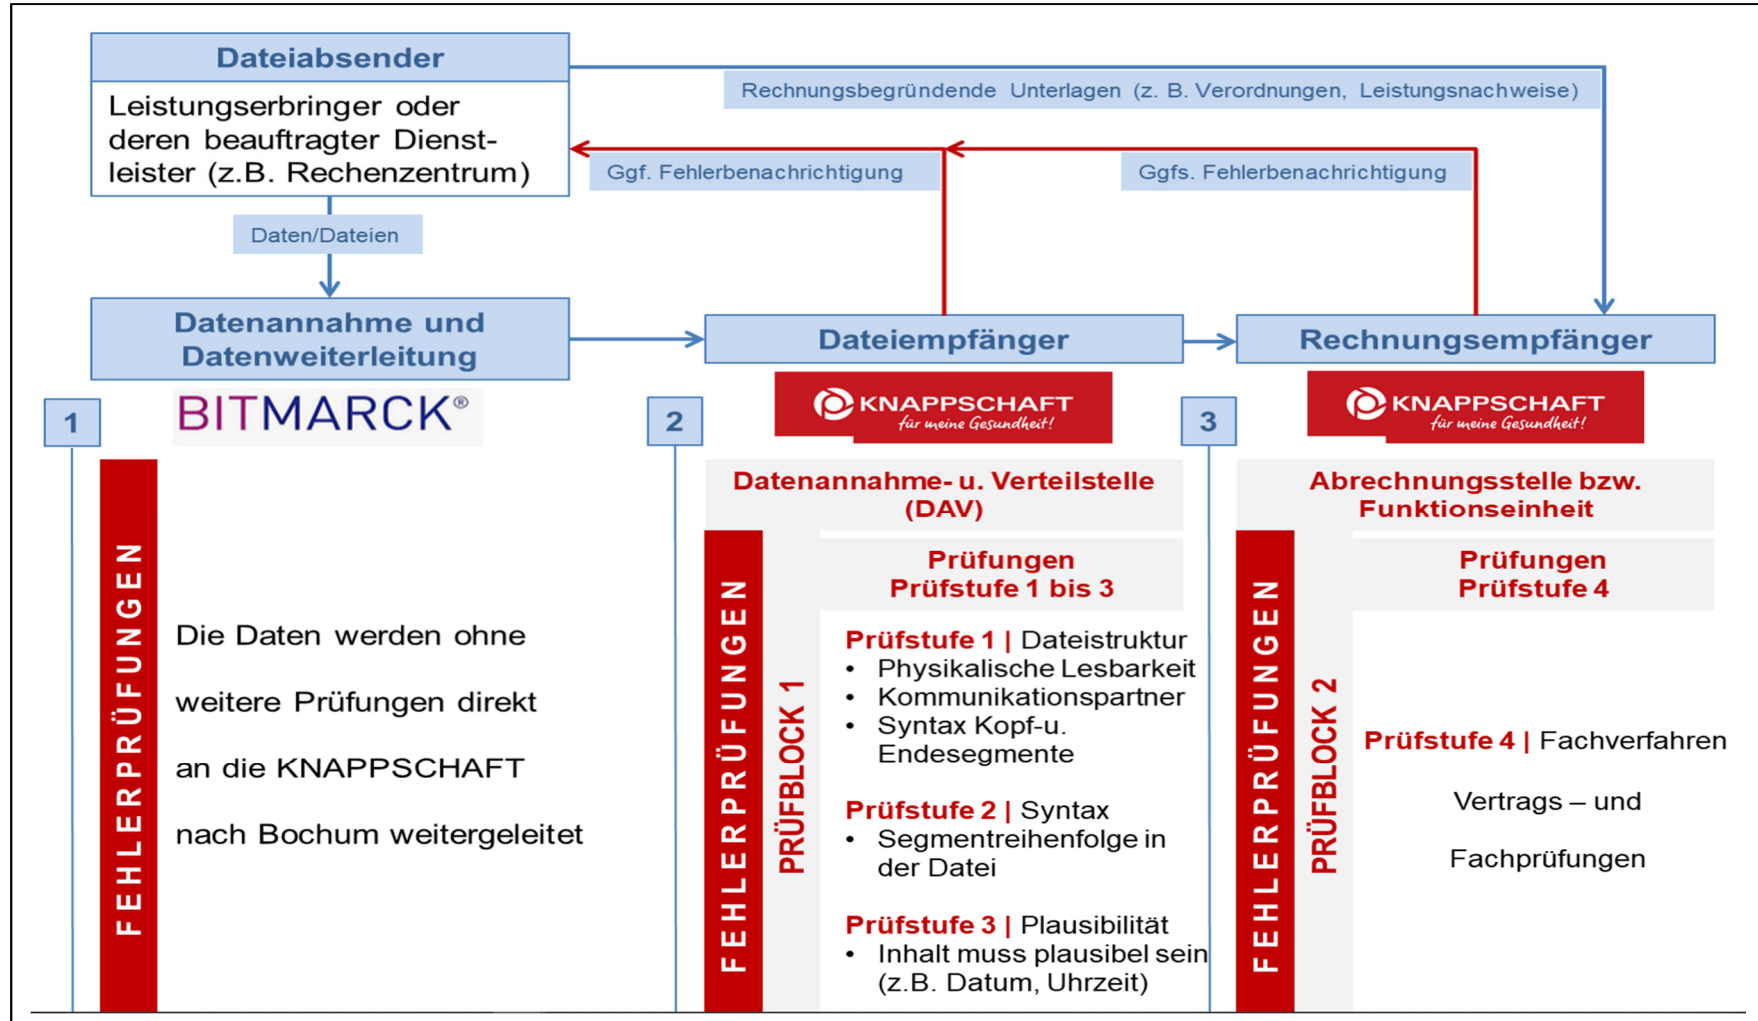 Dateiabsender
Leistungserbringer oder
deren beauftragter Dienst-
leister (z.B. Rechenzentrum)
Rechnungsbegründende Unterlagen (z. B. Verordnungen, Leistungsnachweise)
Ggf. Fehlerbenachrichtigung
Ggfs. Fehlerbenachrichtigung
Daten/Dateien
Datenannahme und
Datenweiterleitung
Dateiempfänger
Rechnungsempfänger
1
BITMARCK®
FEHLERPRÜFUNGEN
Die Daten werden ohne
weitere Prüfungen direkt
an die KNAPPSCHAFT
nach Bochum weitergeleitet
2
KNAPPSCHAFT
für meine Gesundheit!
Datenannahme- u. Verteilstelle
(DAV)
FEHLERPRÜFUNGEN
PRÜFBLOCK 1
Prüfungen
Prüfstufe 1 bis 3
Prüfstufe 1 | Dateistruktur
• Physikalische Lesbarkeit
• Kommunikationspartner
• Syntax Kopf-u.
Endesegmente
Prüfstufe 2 | Syntax
• Segmentreihenfolge in
der Datei
Prüfstufe 3 | Plausibilität
• Inhalt muss plausibel sein
(z.B. Datum, Uhrzeit)
3
KNAPPSCHAFT
für meine Gesundheit!
Abrechnungsstelle bzw.
Funktionseinheit
FEHLERPRÜFUNGEN
PRÜFBLOCK 2
Prüfungen
Prüfstufe 4
Prüfstufe 4 | Fachverfahren
Vertrags – und
Fachprüfungen